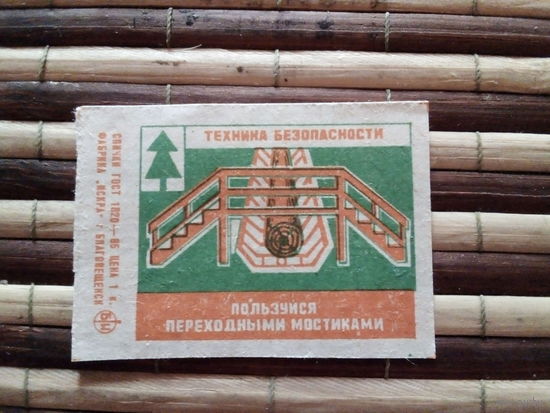 ТЕХНИКА БЕЗОПАСНОСТИ
ПОЛЬЗУЙСЯ
ПЕРЕХОДНЫМИ МОСТИКАМИ
СПИЧКИ ГОСТ 1820—85 ЦЕНА 1 к.
ФАБРИКА „ИСКРА" г. БЛАГОВЕЩЕНСК